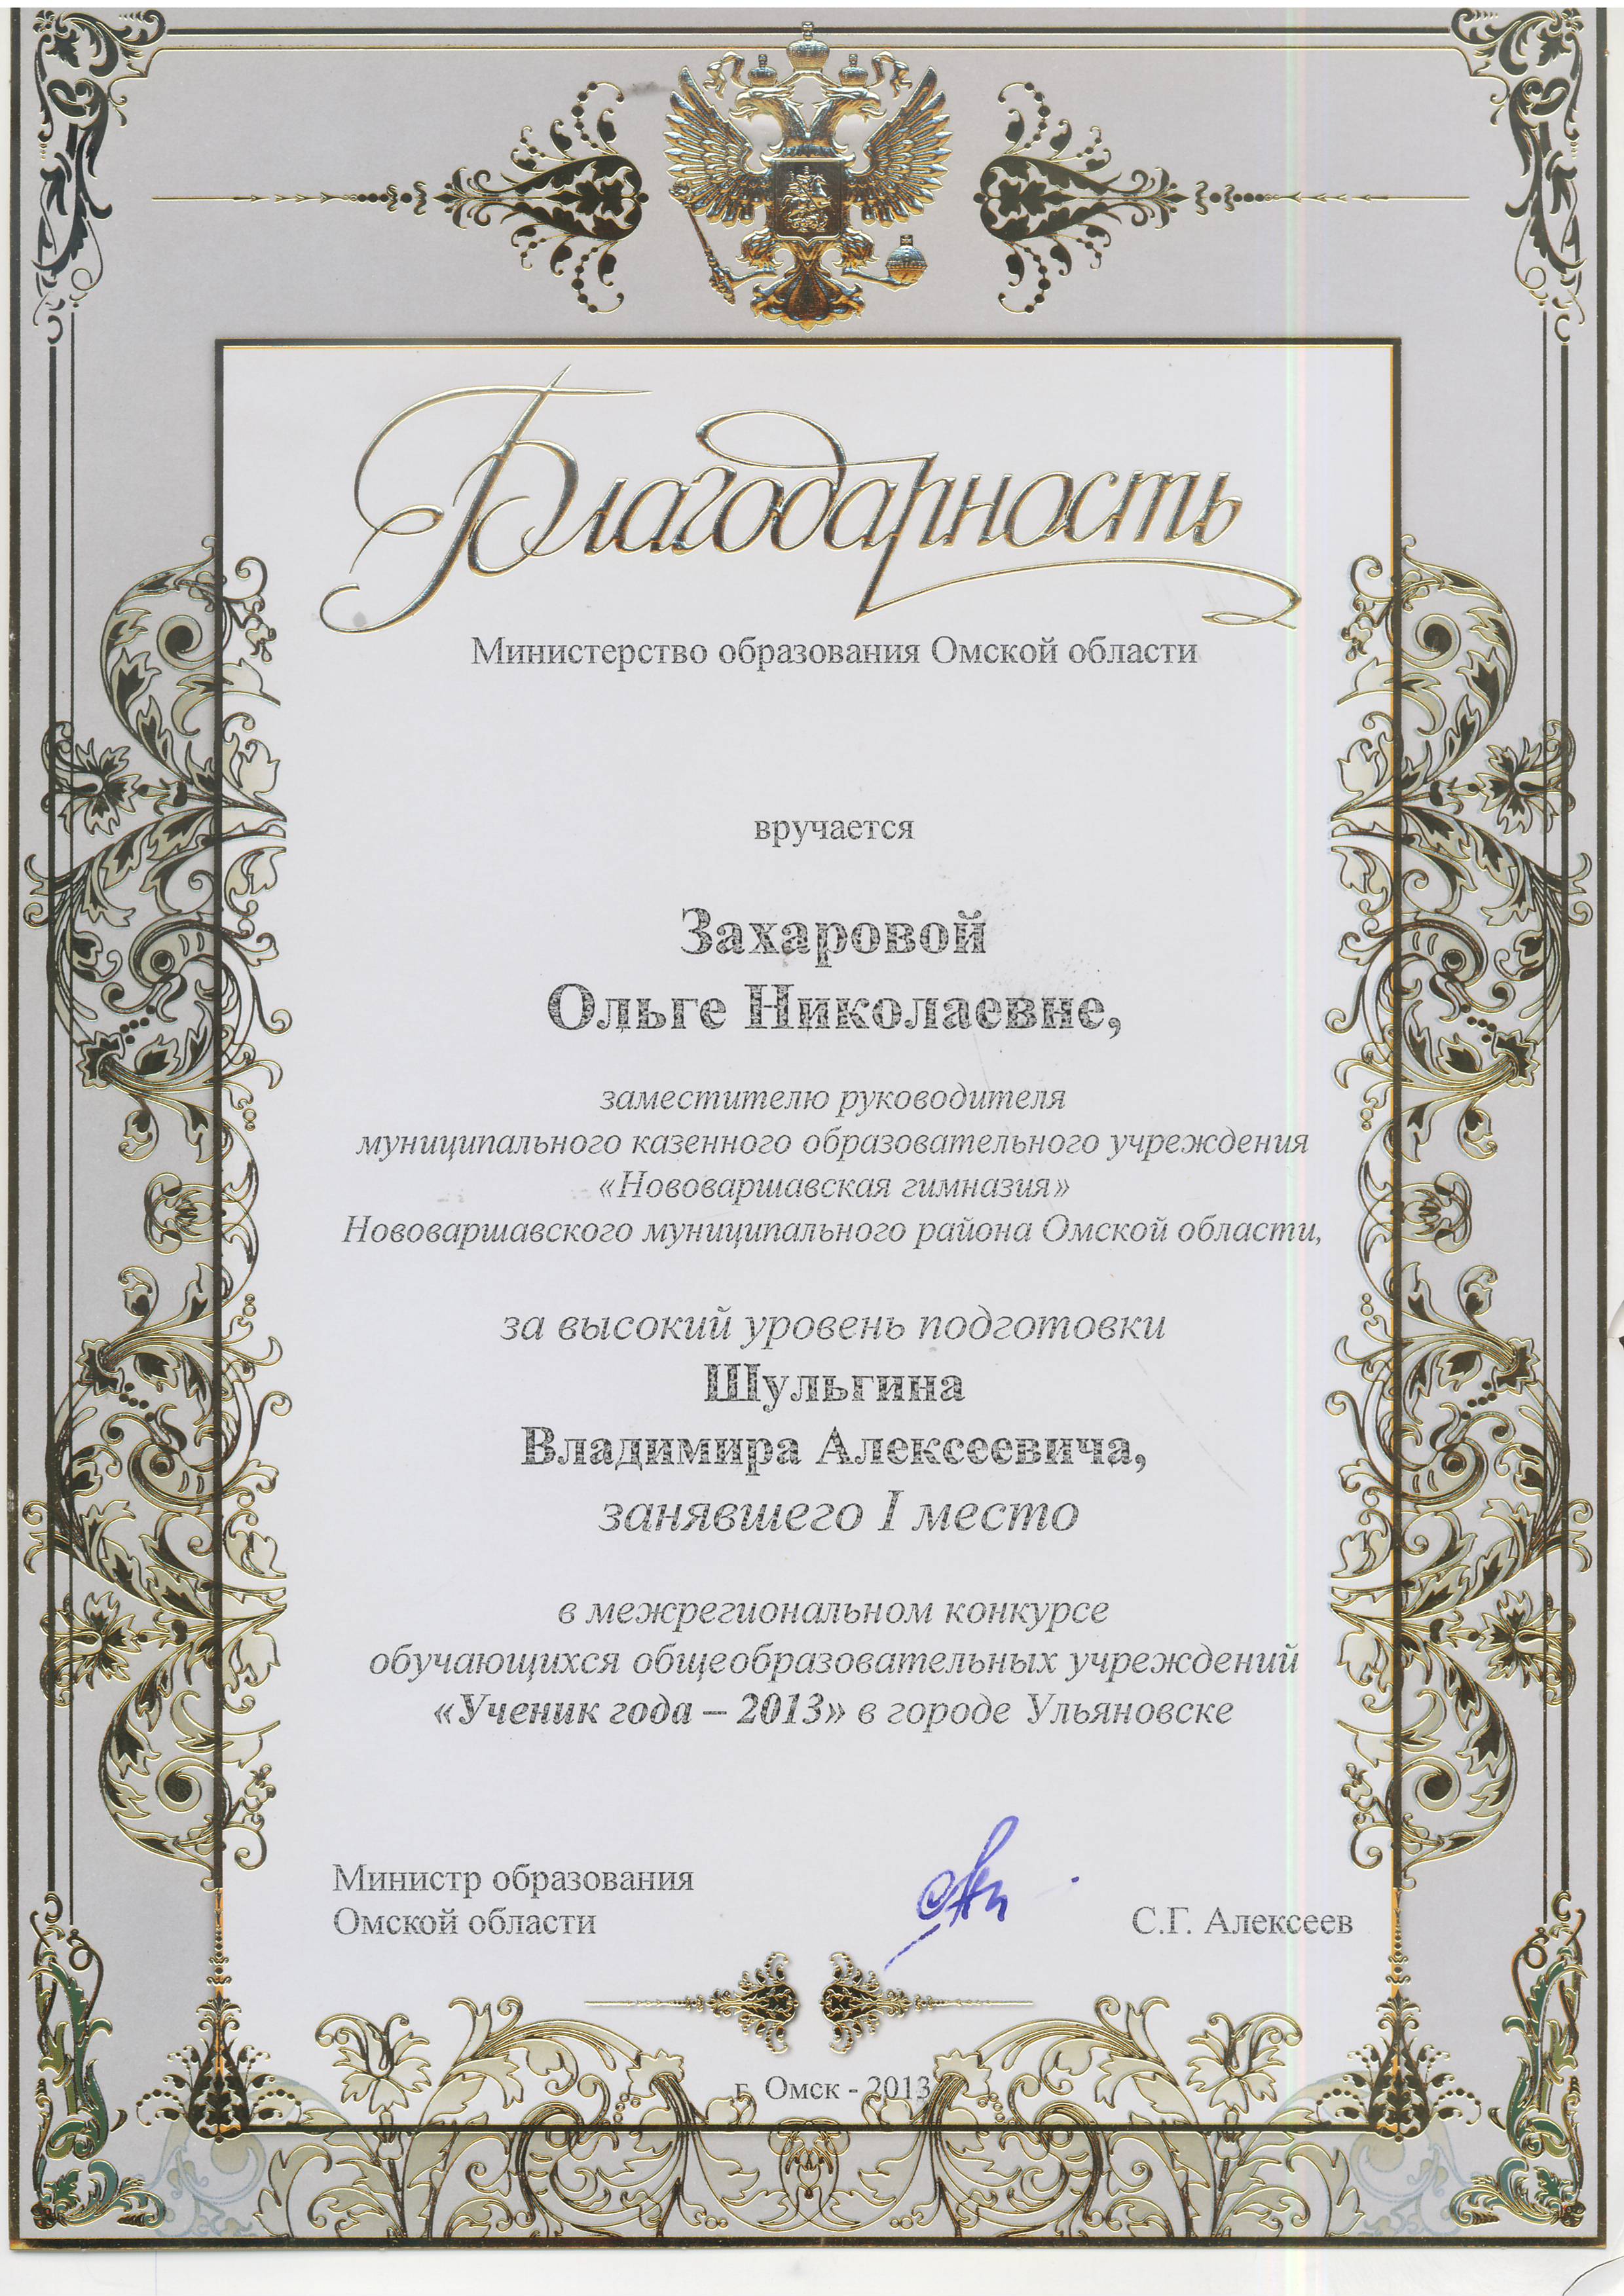 Благодарность
Министерство образования Омской области
вручается
Захаровой
Ольге Николаевне,
заместителю руководителя
муниципального казенного образовательного учреждения
«Нововаршавская гимназия»
Нововаршавского муниципального района Омской области,
за высокий уровень подготовки
Шульгина
Владимира Алексеевича,
занявшего I место
в межрегиональном конкурсе
обучающихся общеобразовательных учреждений
«Ученик года – 2013» в городе Ульяновске
Министр образования
Омской области
С.Г. Алексеев
г. Омск - 2013